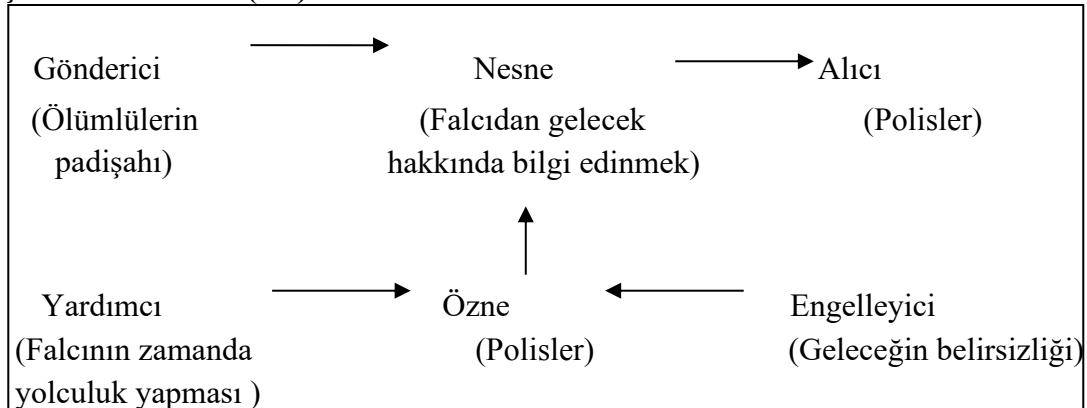 Gönderici Nesne Alıcı
(Ölümlülerin (Falcıdan gelecek (Polisler)
padişahı) hakkında bilgi edinmek)
Yardımcı Özne Engelleyici
(Falcının zamanda (Polisler) (Geleceğin belirsizliği)
yolculuk yapması )